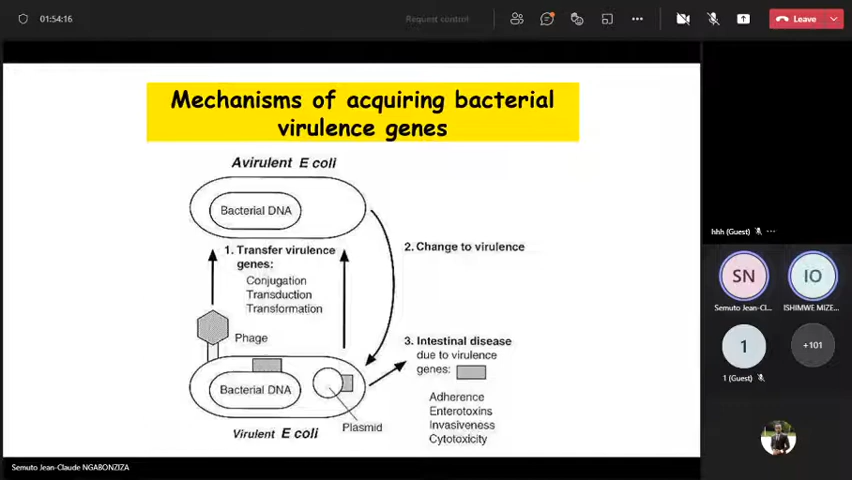 01:54:16
Request control
Leave
Mechanisms of acquiring bacterial
virulence genes
Avirulent E coli
Bacterial DNA
1. Transfer virulence
genes:
Conjugation
Transduction
Transformation
2. Change to virulence
Phage
3. Intestinal disease
due to virulence
genes:
Bacterial DNA
Adherence
Enterotoxins
Invasiveness
Cytotoxicity
Plasmid
Virulent E coli
hhh (Guest)
SN
IO
Semuto Jean-Cl...
ISHIMWE MIZE...
1
+101
1 (Guest)
Semuto Jean-Claude NGABONZIZA